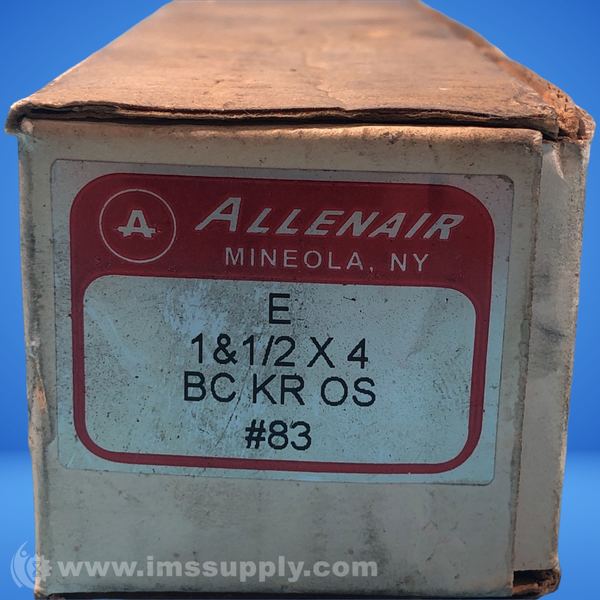 A ALLENAIR
MINEOLA, NY
E
1&1/2 X 4
BC KR OS
#83
www.imssupply.com